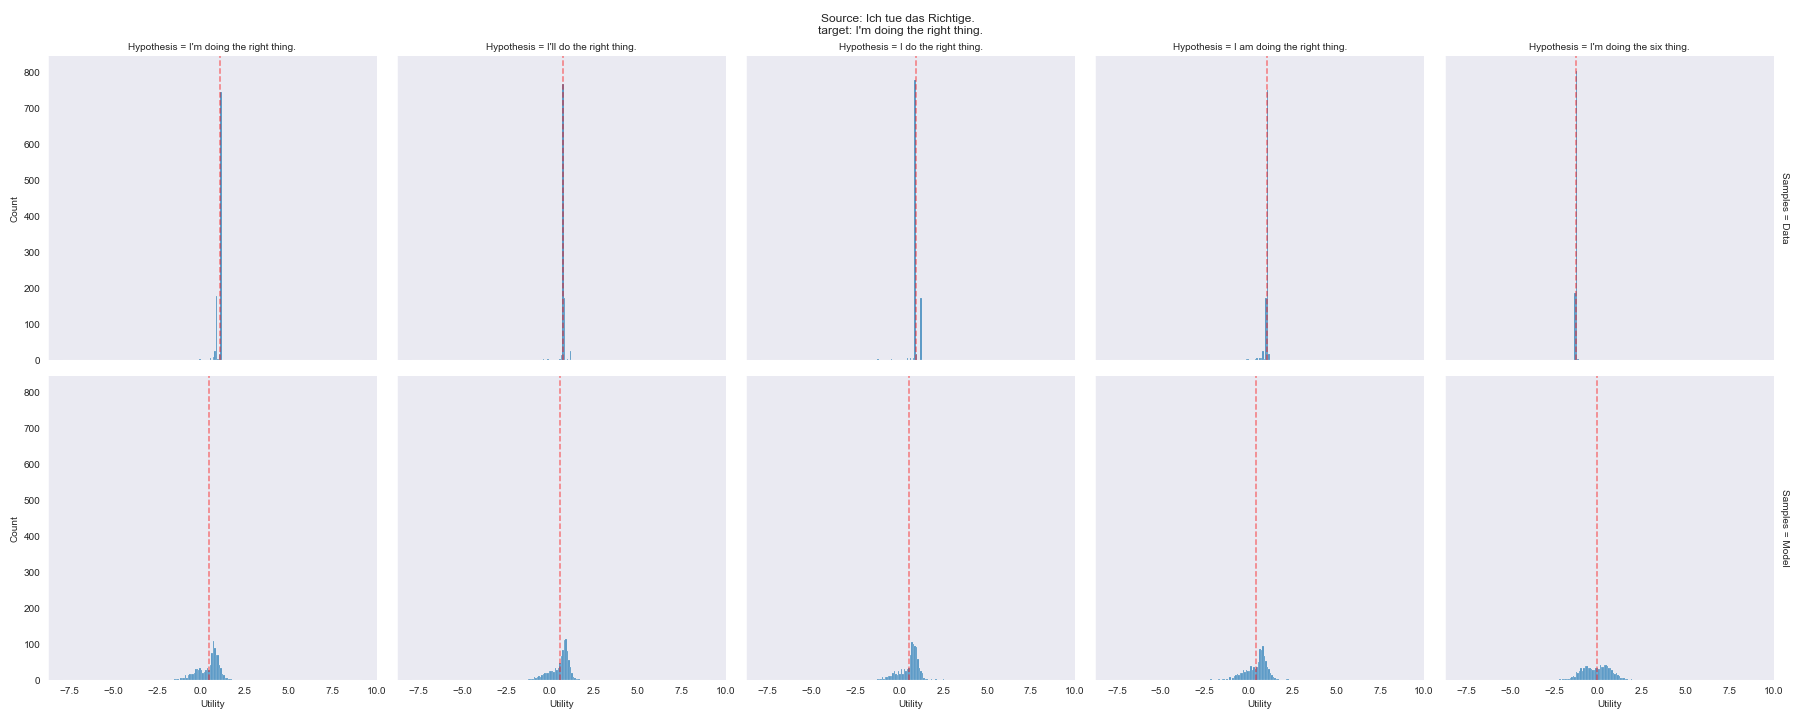 Source: Ich tue das Richtige.
target: I'm doing the right thing.
Hypothesis = I'm doing the right thing.
Hypothesis = I'll do the right thing.
Hypothesis = I do the right thing.
Hypothesis = I am doing the right thing.
Hypothesis = I'm doing the six thing.
800
700
600
500
400
300
200
100
0
Count
Samples = Data
800
700
600
500
400
300
200
100
0
Count
Samples = Model
−7.5 −5.0 −2.5 0.0 2.5 5.0 7.5 10.0
−7.5 −5.0 −2.5 0.0 2.5 5.0 7.5 10.0
−7.5 −5.0 −2.5 0.0 2.5 5.0 7.5 10.0
−7.5 −5.0 −2.5 0.0 2.5 5.0 7.5 10.0
−7.5 −5.0 −2.5 0.0 2.5 5.0 7.5 10.0
Utility
Utility
Utility
Utility
Utility